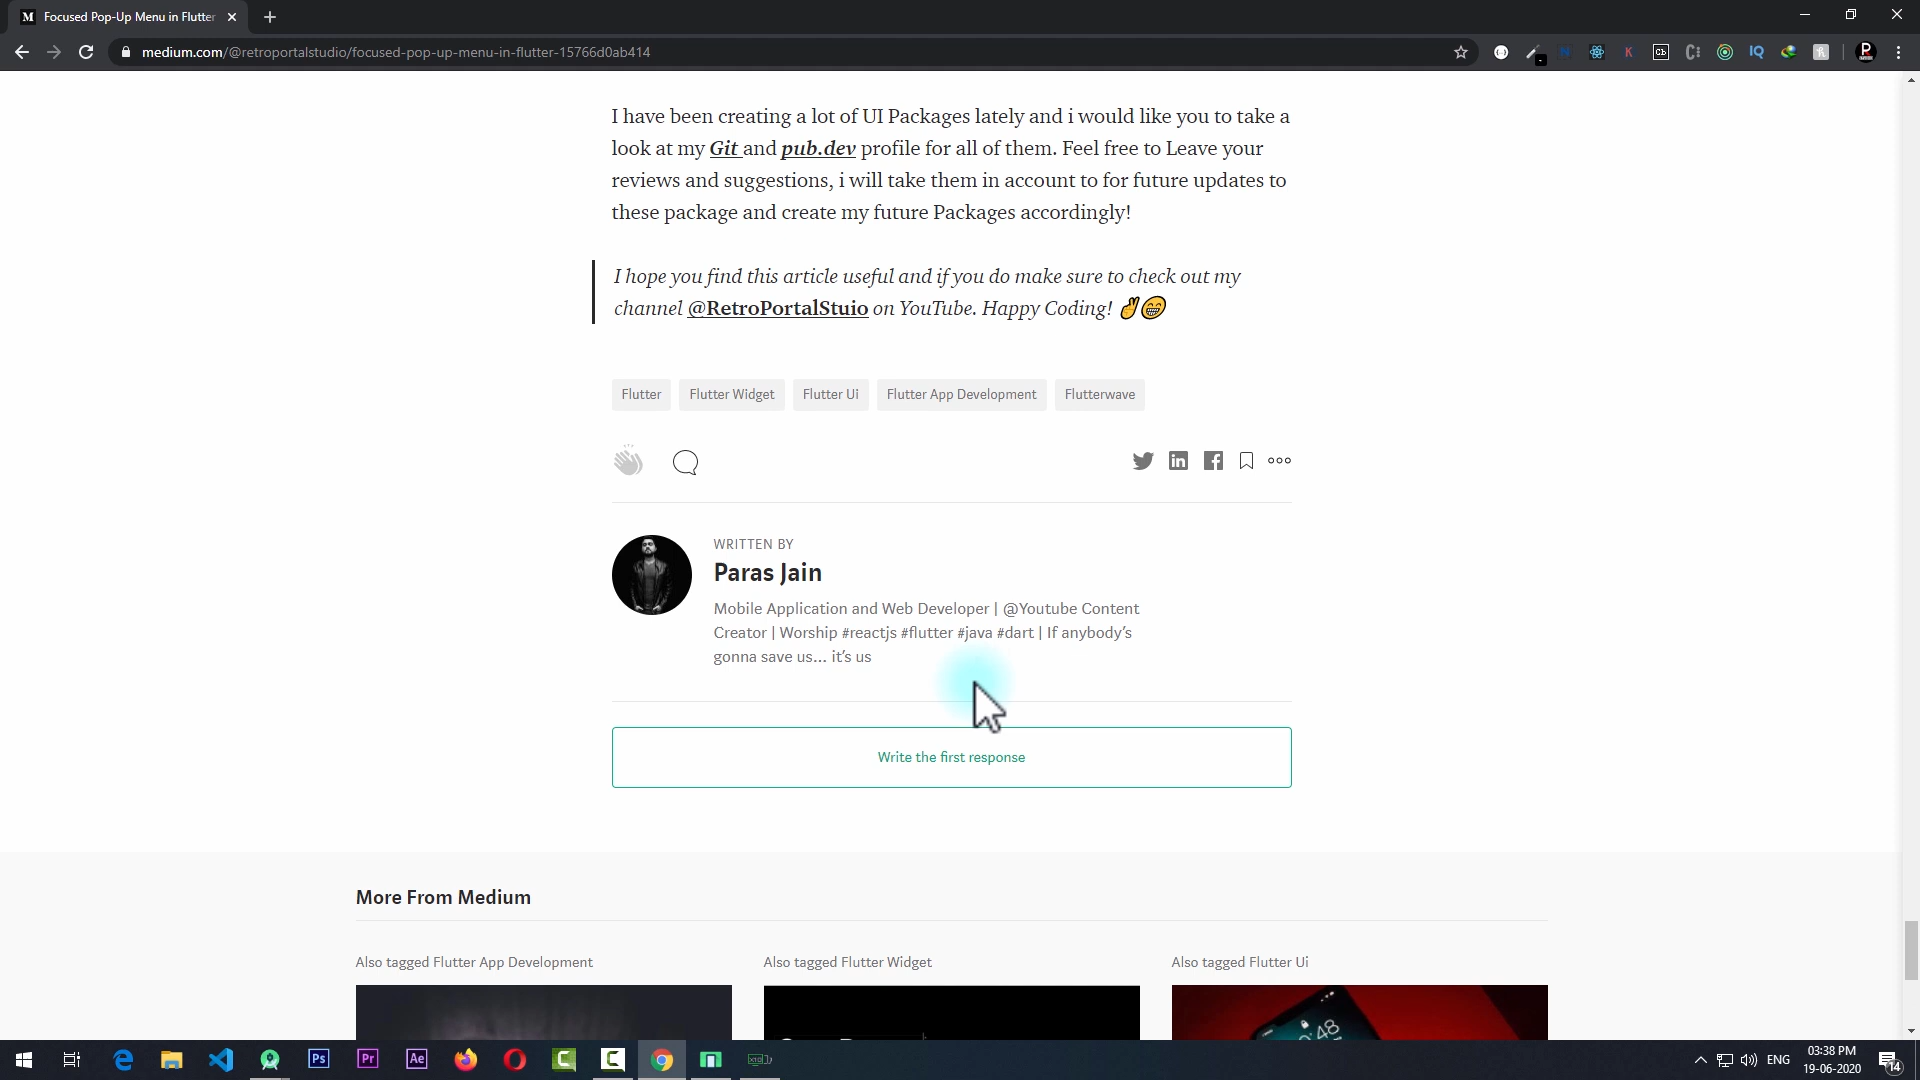 Focused Pop-Up Menu in Flutter
medium.com/@retroportalstudio/focused-pop-up-menu-in-flutter-15766d0ab414
I have been creating a lot of UI Packages lately and i would like you to take a
look at my Git and pub.dev profile for all of them. Feel free to Leave your
reviews and suggestions, i will take them in account to for future updates to
these package and create my future Packages accordingly!
I hope you find this article useful and if you do make sure to check out my
channel @RetroPortalStuio on YouTube. Happy Coding! ✌😁
Flutter Flutter Widget Flutter Ui Flutter App Development Flutterwave
WRITTEN BY
Paras Jain
Mobile Application and Web Developer | @Youtube Content
Creator | Worship #reactjs #flutter #java #dart | If anybody's
gonna save us... it's us
Write the first response
More From Medium
Also tagged Flutter App Development Also tagged Flutter Widget Also tagged Flutter Ui
Ps Pr Ae
ENG
03:38 PM
19-06-2020
14